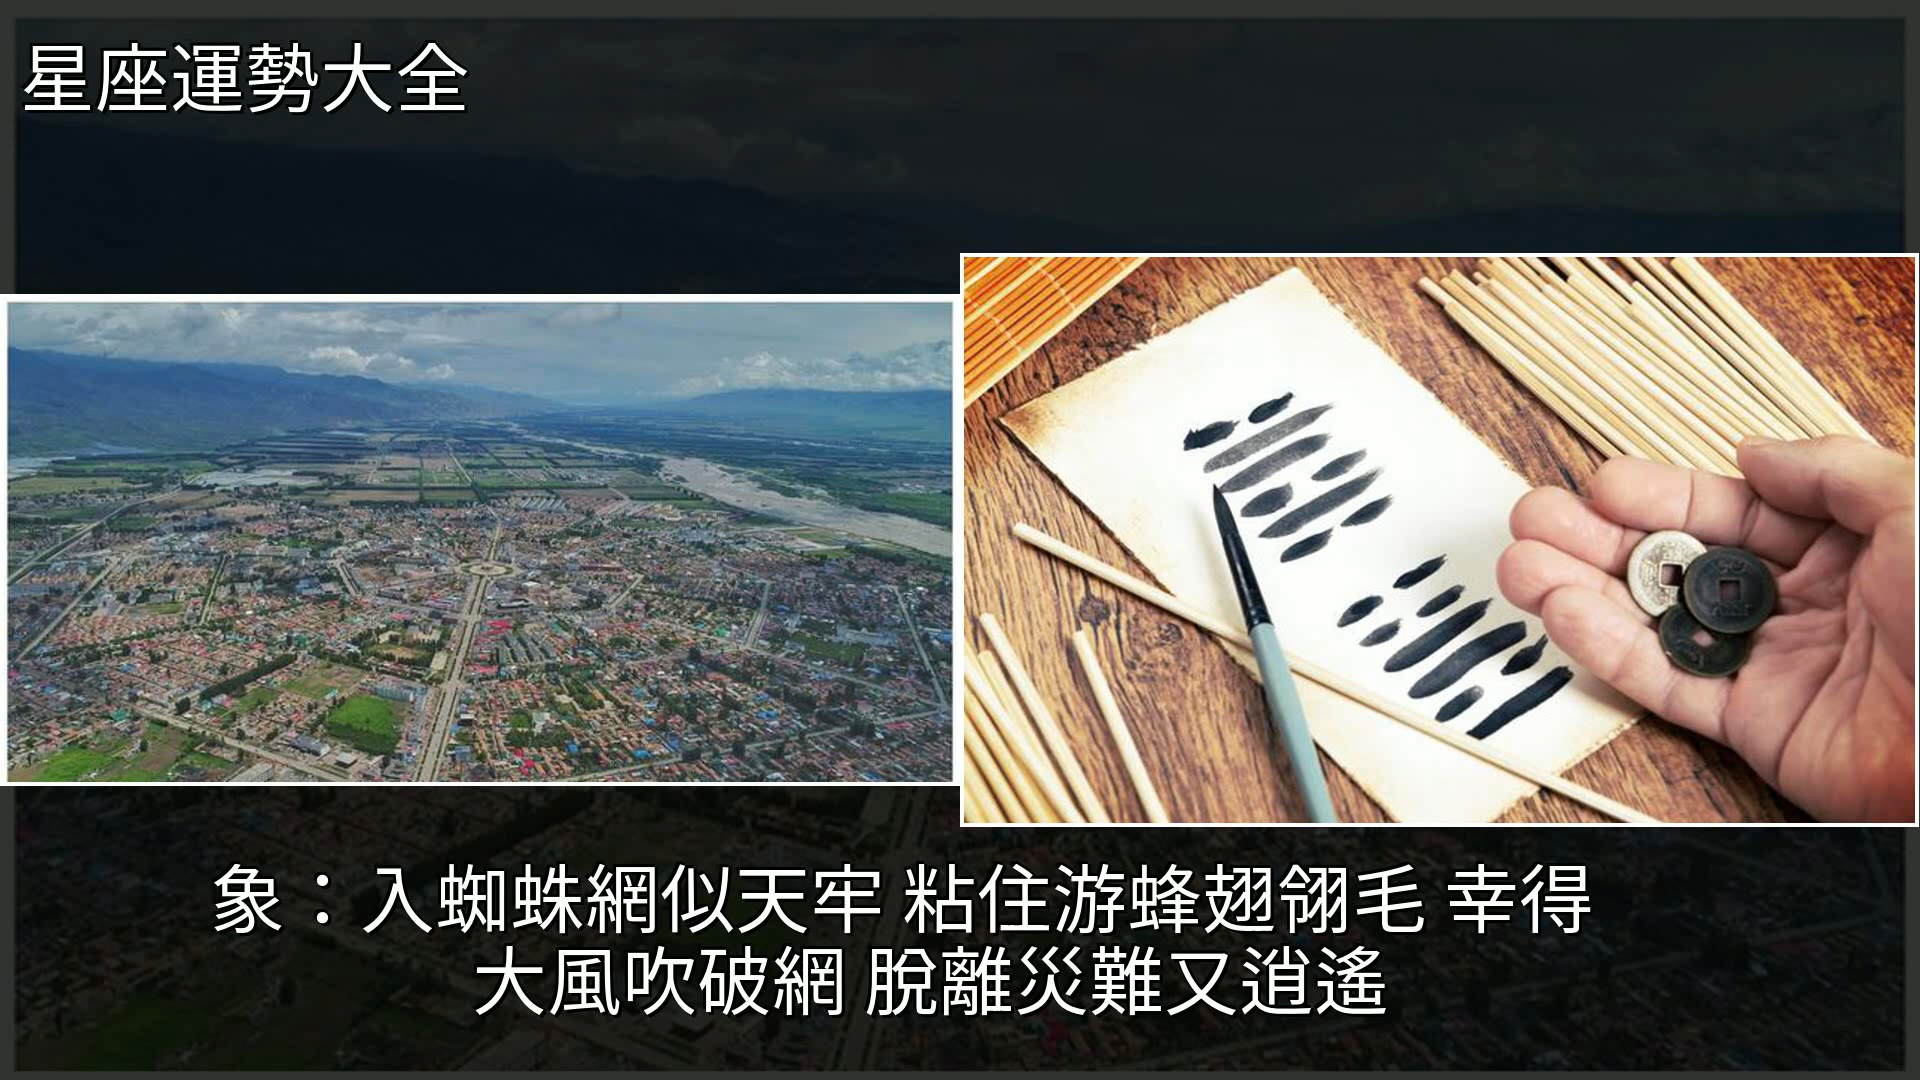 星座運勢大全
象：入蜘蛛網似天牢 粘住游蜂翅翎毛 幸得
大風吹破網 脫離災難又逍遙